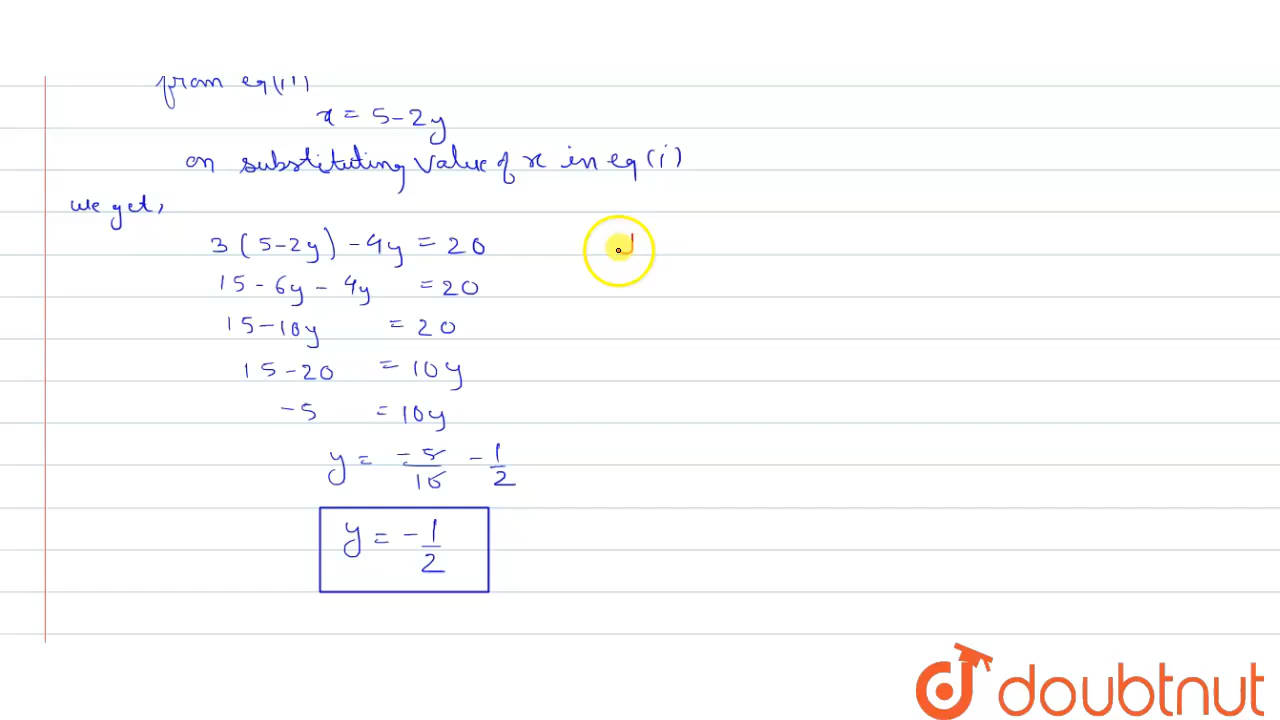 from eq(ii)
x = 5-2y
on substituting value of x in eq (i)
we get,
3 ( 5-2y) - 4y = 20
15 - 6y - 4y = 20
15 - 10y = 20
15 - 20 = 10y
-5 = 10y
y = -5/10 - 1/2
y = - 1/2
doubtnut